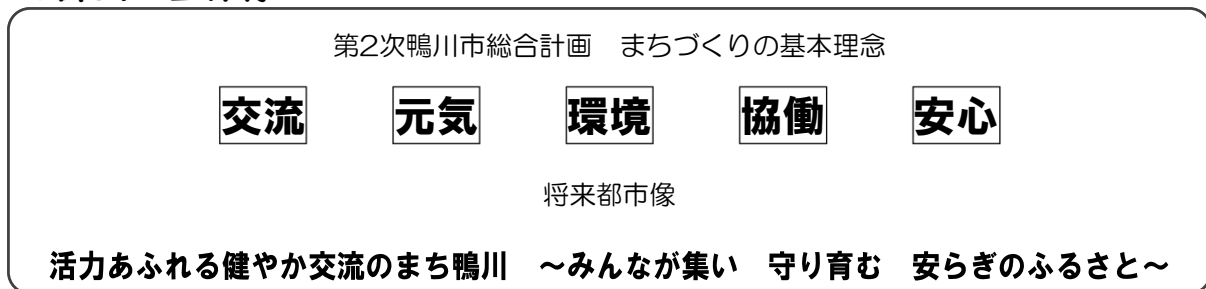 第2次鴨川市総合計画　まちづくりの基本理念
交流　元気　環境　協働　安心
将来都市像
活力あふれる健やか交流のまち鴨川　～みんなが集い　守り育む　安らぎのふるさと～